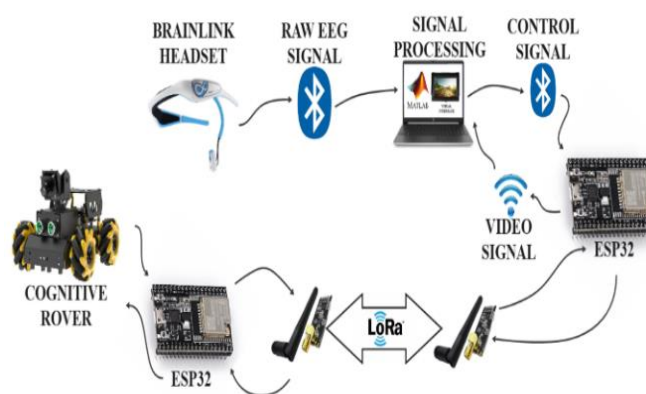 BRAINLINK
HEADSET
RAW EEG
SIGNAL
SIGNAL
PROCESSING
CONTROL
SIGNAL
MATLAB
VIDEO
SIGNAL
ESP32
COGNITIVE
ROVER
ESP32
LoRa